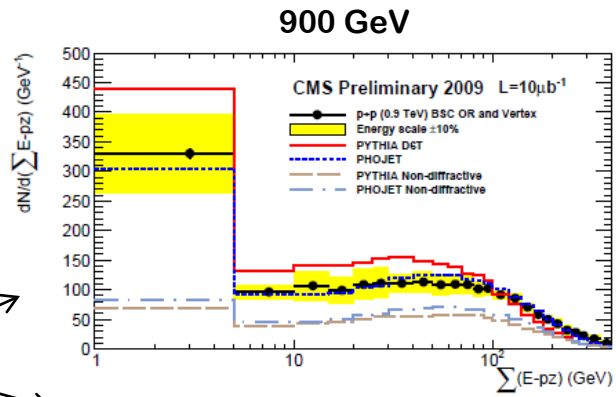 900 GeV
dN/d(∑E-pz) (GeV⁻¹)
500
450
400
350
300
250
200
150
100
50
0
CMS Preliminary 2009 L=10μb⁻¹
p+p (0.9 TeV) BSC OR and Vertex
Energy scale ±10%
PYTHIA D6T
PHOJET
PYTHIA Non-diffractive
PHOJET Non-diffractive
1 10 10²
∑(E-pz) (GeV)